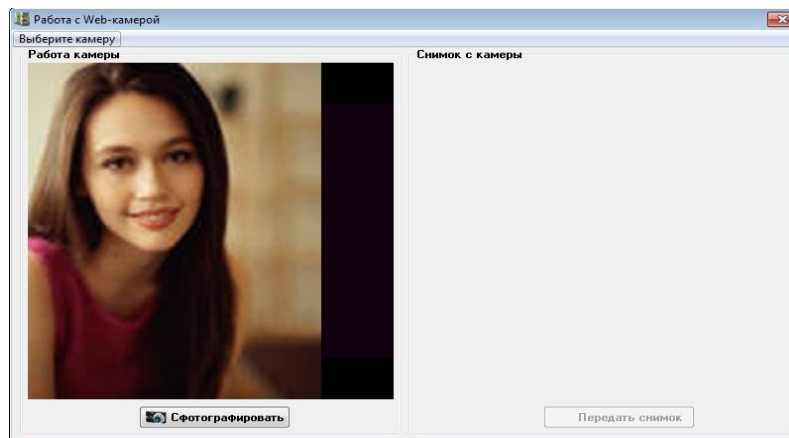 Работа с Web-камерой
Выберите камеру
Работа камеры
Снимок с камеры
Сфотографировать
Передать снимок